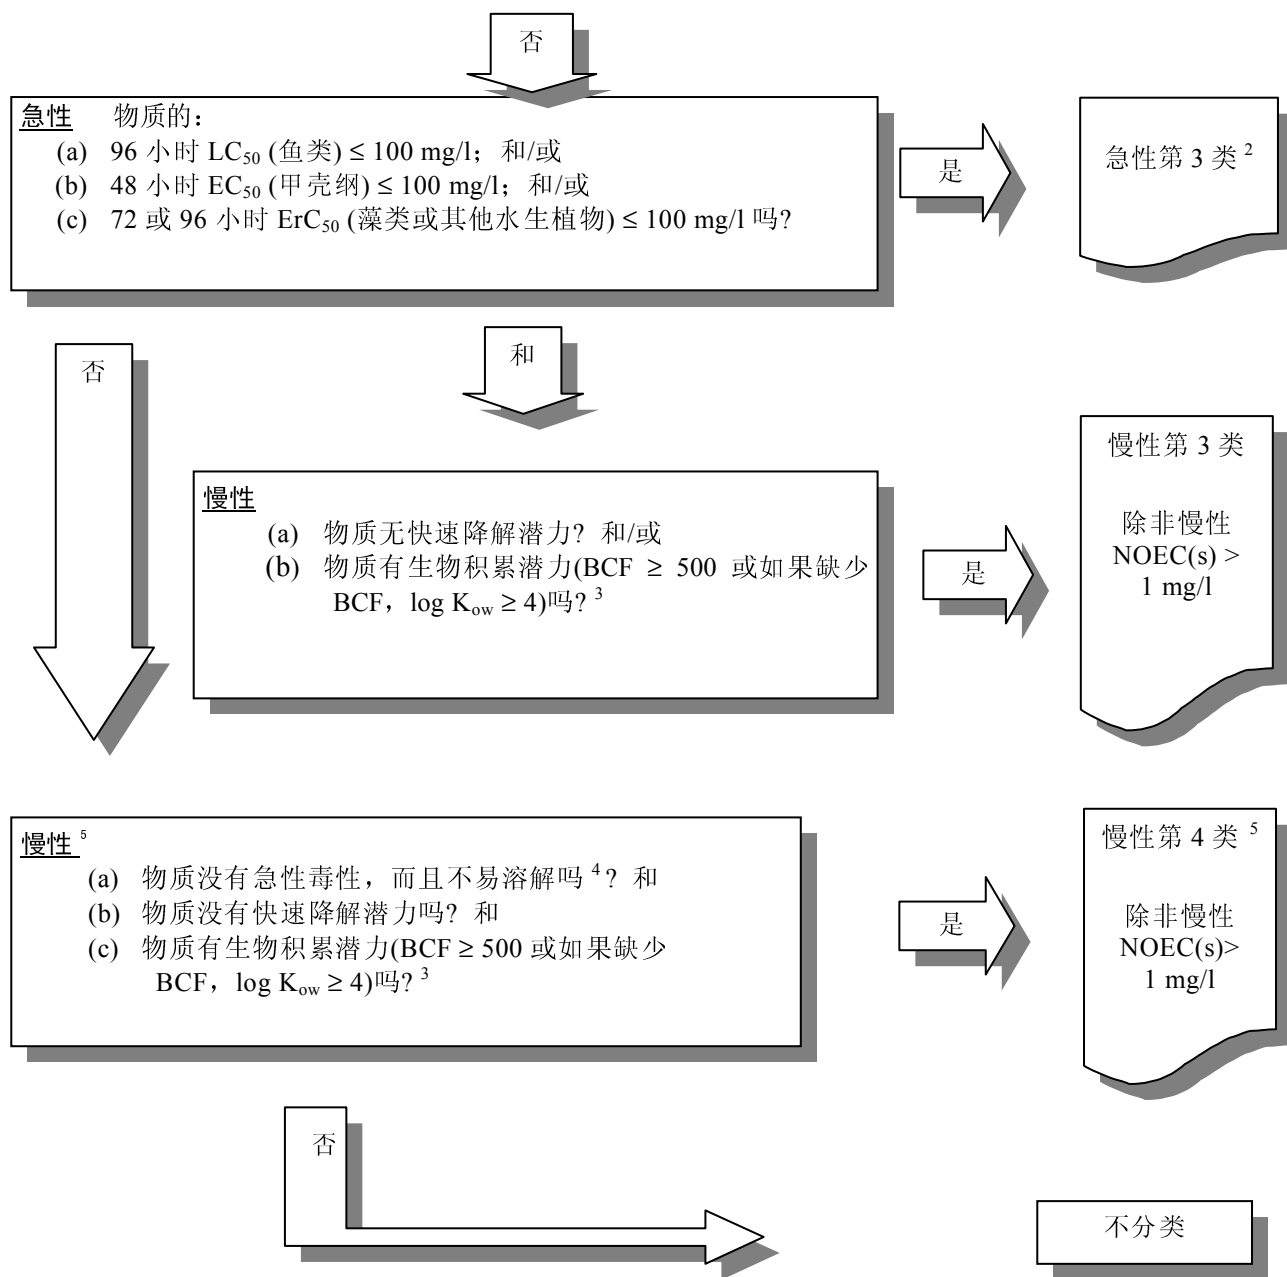 否
急性 物质的：
(a) 96 小时 LC₅₀ (鱼类) ≤ 100 mg/l；和/或
(b) 48 小时 EC₅₀ (甲壳纲) ≤ 100 mg/l；和/或
(c) 72 或 96 小时 ErC₅₀ (藻类或其他水生植物) ≤ 100 mg/l 吗?
是
急性第 3 类 ²
否
和
慢性
(a) 物质无快速降解潜力? 和/或
(b) 物质有生物积累潜力(BCF ≥ 500 或如果缺少
BCF，log Kow ≥ 4)吗? ³
是
慢性第 3 类
除非慢性
NOEC(s) >
1 mg/l
慢性 ⁵
(a) 物质没有急性毒性，而且不易溶解吗 ⁴? 和
(b) 物质没有快速降解潜力吗? 和
(c) 物质有生物积累潜力(BCF ≥ 500 或如果缺少
BCF，log Kow ≥ 4)吗? ³
是
慢性第 4 类 ⁵
除非慢性
NOEC(s)>
1 mg/l
否
不分类